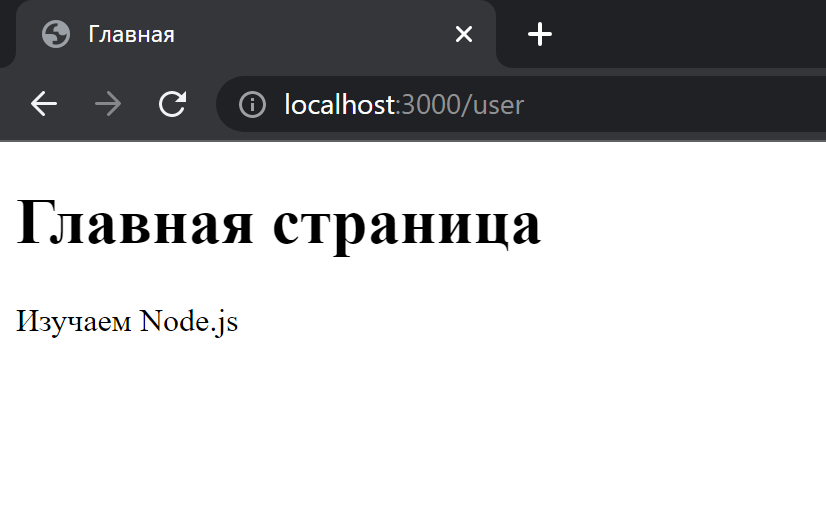 Главная
localhost:3000/user
Главная страница
Изучаем Node.js